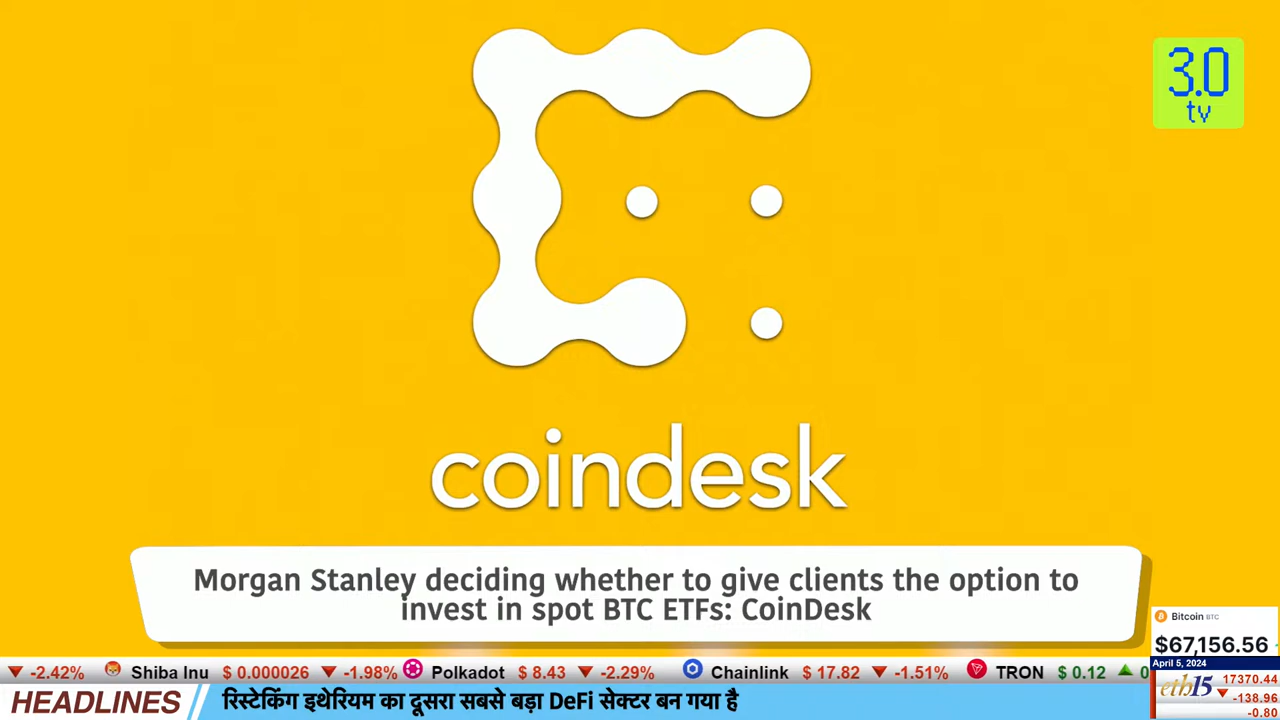 3.0
tv
coindesk
Morgan Stanley deciding whether to give clients the option to
invest in spot BTC ETFs: CoinDesk
Bitcoin BTC
$67,156.56
April 5, 2024
-2.42% Shiba Inu $ 0.000026 -1.98% Polkadot $ 8.43 -2.29% Chainlink $ 17.82 -1.51% TRON $ 0.12 0
eth15 17370.44
-138.96
-0.80
HEADLINES रिस्टेकिंग इथेरियम का दूसरा सबसे बड़ा DeFi सेक्टर बन गया है